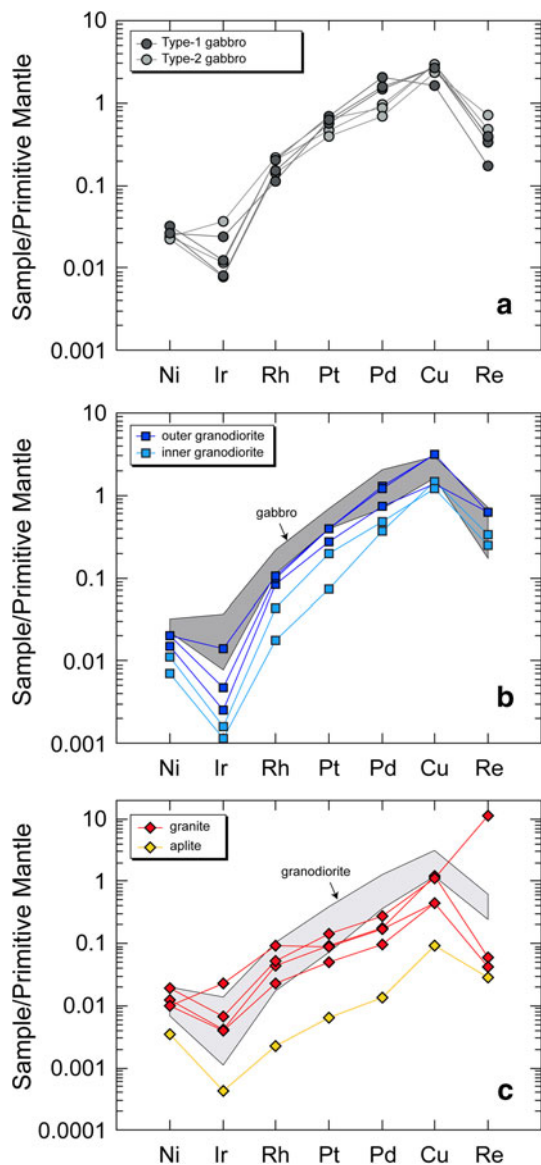 10
Type-1 gabbro
Type-2 gabbro
1
0.1
0.01
0.001
Sample/Primitive Mantle
a
Ni Ir Rh Pt Pd Cu Re
10
outer granodiorite
inner granodiorite
1
gabbro
0.1
0.01
0.001
Sample/Primitive Mantle
b
Ni Ir Rh Pt Pd Cu Re
10
granite
aplite
1
granodiorite
0.1
0.01
0.001
0.0001
Sample/Primitive Mantle
c
Ni Ir Rh Pt Pd Cu Re